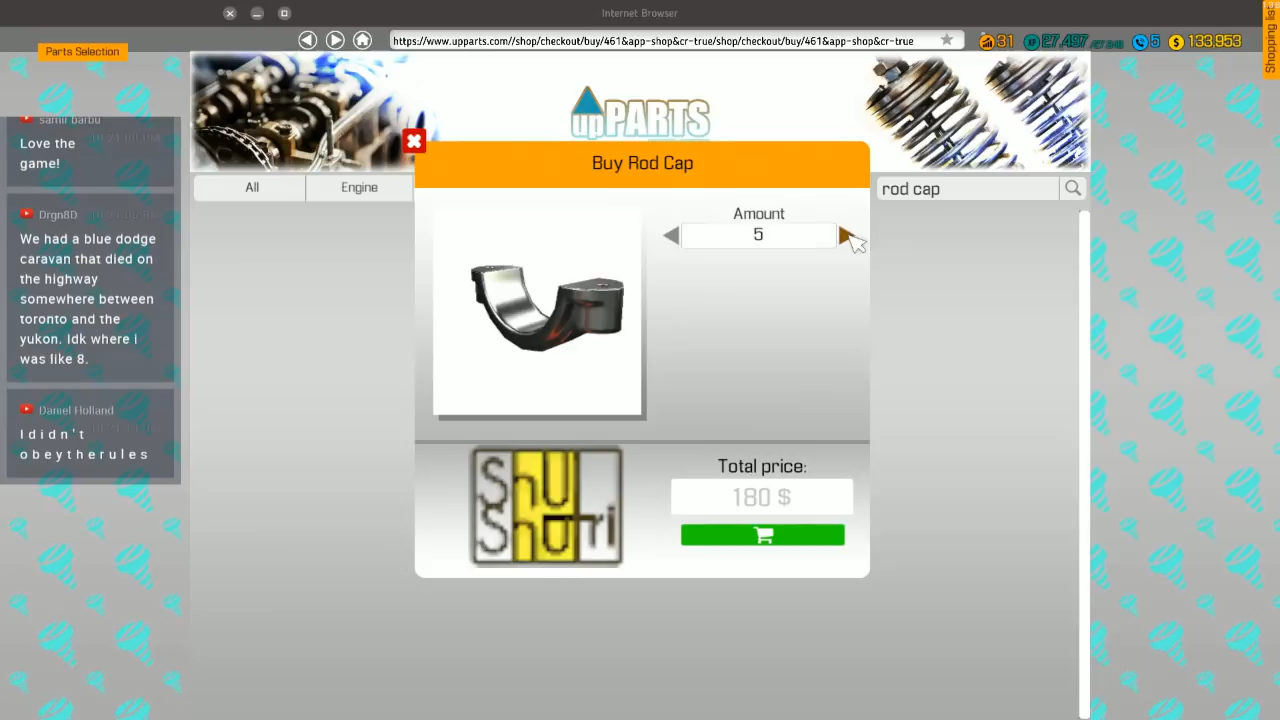 Internet Browser
Shopping list
Parts Selection
https://www.upparts.com//shop/checkout/buy/461&app-shop&cr-true/shop/checkout/buy/461&app-shop&cr-true
31
27.497
5
$ 133,953
upPARTS
samir barbu
Love the
game!
Buy Rod Cap
All
Engine
rod cap
Drgn8D
We had a blue dodge
caravan that died on
the highway
somewhere between
toronto and the
yukon. Idk where i
was like 8.
Amount
5
Daniel Holland
I d i d n ' t
o b e y t h e r u l e s
Total price:
180 $